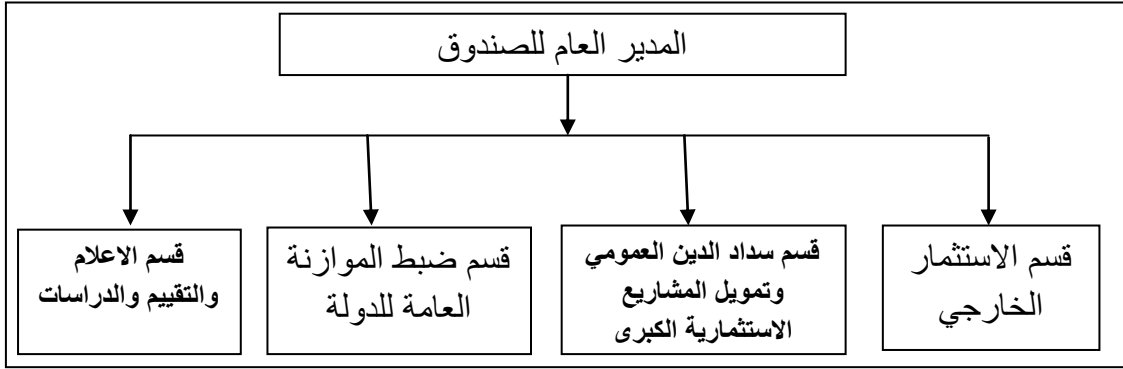 المدير العام للصندوق
قسم الاستثمار
الخارجي
قسم سداد الدين العمومي
وتمويل المشاريع
الاستثمارية الكبرى
قسم ضبط الموازنة
العامة للدولة
قسم الاعلام
والتقييم والدراسات